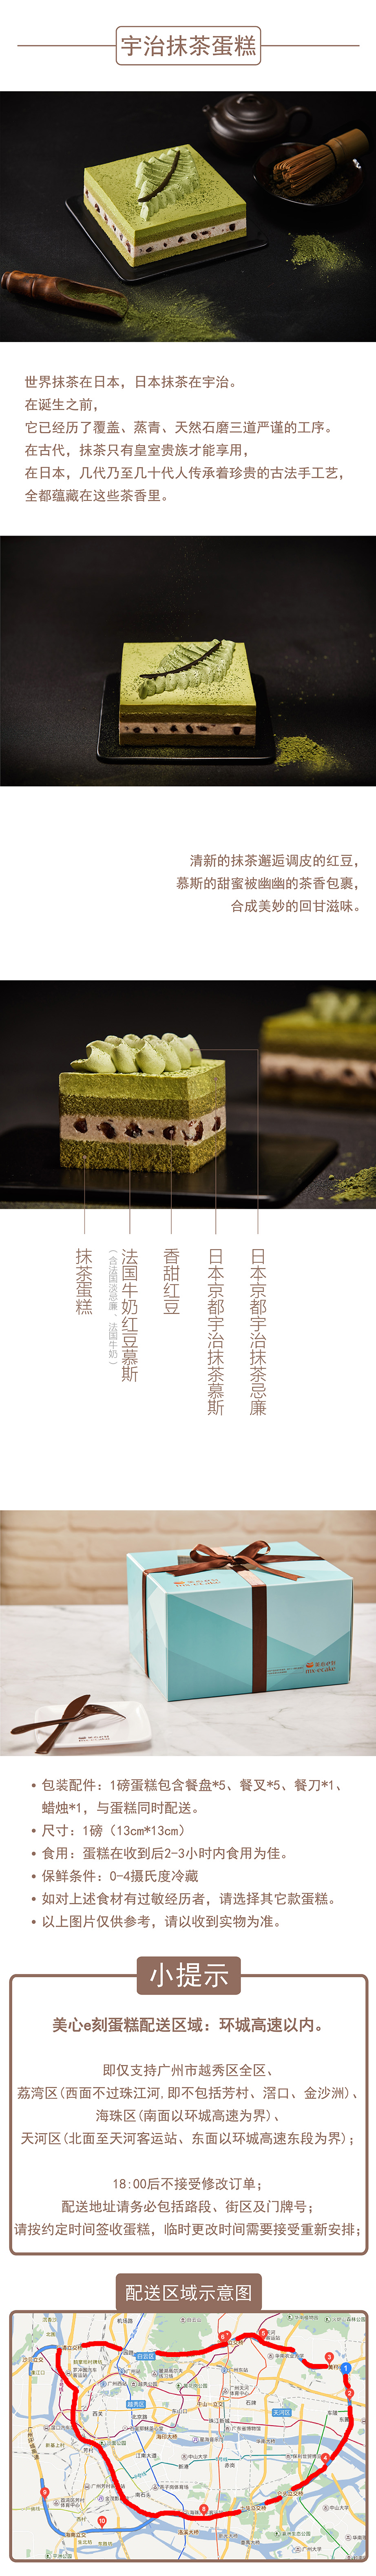 宇治抹茶蛋糕
世界抹茶在日本，日本抹茶在宇治。
在诞生之前，
它已经历了覆盖、蒸青、天然石磨三道严谨的工序。
在古代，抹茶只有皇室贵族才能享用，
在日本，几代乃至几十代人传承着珍贵的古法手工艺，
全都蕴藏在这些茶香里。
清新的抹茶邂逅调皮的红豆，
慕斯的甜蜜被幽幽的茶香包裹，
合成美妙的回甘滋味。
抹茶蛋糕
法国牛奶红豆慕斯
（含法国淡忌廉、法国牛奶）
香甜红豆
日本京都宇治抹茶慕斯
日本京都宇治抹茶忌廉
• 包装配件：1磅蛋糕包含餐盘*5、餐叉*5、餐刀*1、
蜡烛*1，与蛋糕同时配送。
• 尺寸：1磅（13cm*13cm）
• 食用：蛋糕在收到后2-3小时内食用为佳。
• 保鲜条件：0-4摄氏度冷藏
• 如对上述食材有过敏经历者，请选择其它款蛋糕。
• 以上图片仅供参考，请以收到实物为准。
小提示
美心e刻蛋糕配送区域：环城高速以内。
即仅支持广州市越秀区全区、
荔湾区(西面不过珠江河,即不包括芳村、滘口、金沙洲)、
海珠区(南面以环城高速为界)、
天河区(北面至天河客运站、东面以环城高速东段为界)；
18:00后不接受修改订单；
配送地址请务必包括路段、街区及门牌号；
请按约定时间签收蛋糕，临时更改时间需要接受重新安排；
配送区域示意图
白云区
越秀区
天河区